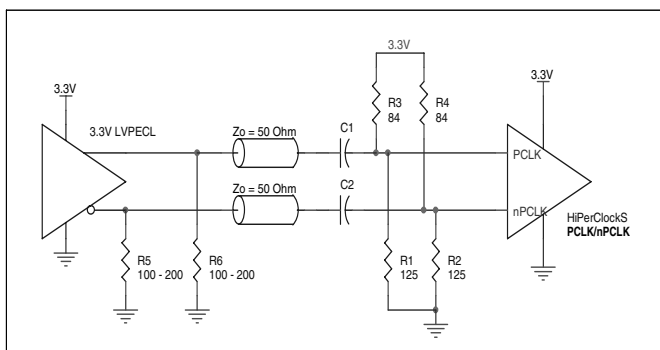 3.3V
3.3V
3.3V
R3
84
R4
84
3.3V LVPECL
Zo = 50 Ohm
C1
PCLK
Zo = 50 Ohm
C2
nPCLK
HiPerClockS
PCLK/nPCLK
R5
100 - 200
R6
100 - 200
R1
125
R2
125